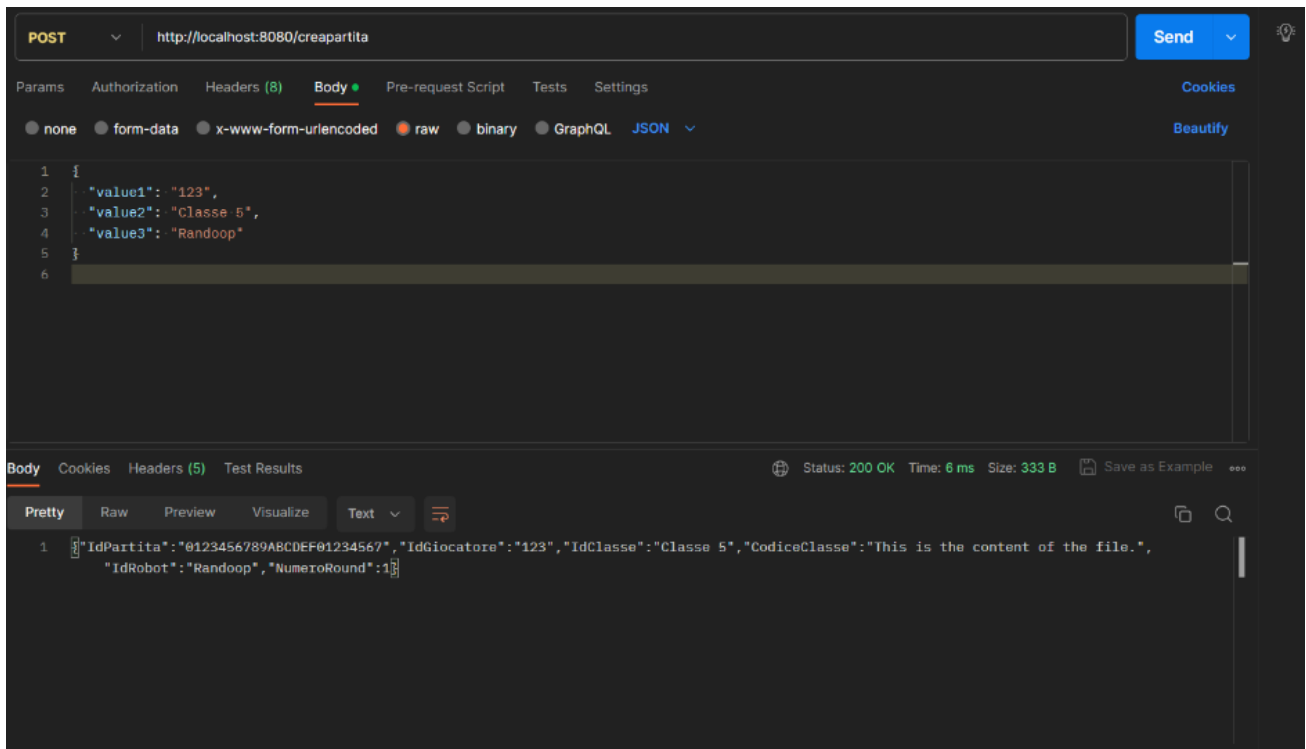 POST http://localhost:8080/creapartita Send
Params Authorization Headers (8) Body Pre-request Script Tests Settings Cookies
none form-data x-www-form-urlencoded raw binary GraphQL JSON Beautify
1 {
2 "value1": "123",
3 "value2": "Classe 5",
4 "value3": "Randoop"
5 }
6
Body Cookies Headers (5) Test Results Status: 200 OK Time: 6 ms Size: 333 B Save as Example
Pretty Raw Preview Visualize Text
1 {"IdPartita":"0123456789ABCDEF01234567","IdGiocatore":"123","IdClasse":"Classe 5","CodiceClasse":"This is the content of the file.",
"IdRobot":"Randoop","NumeroRound":1}